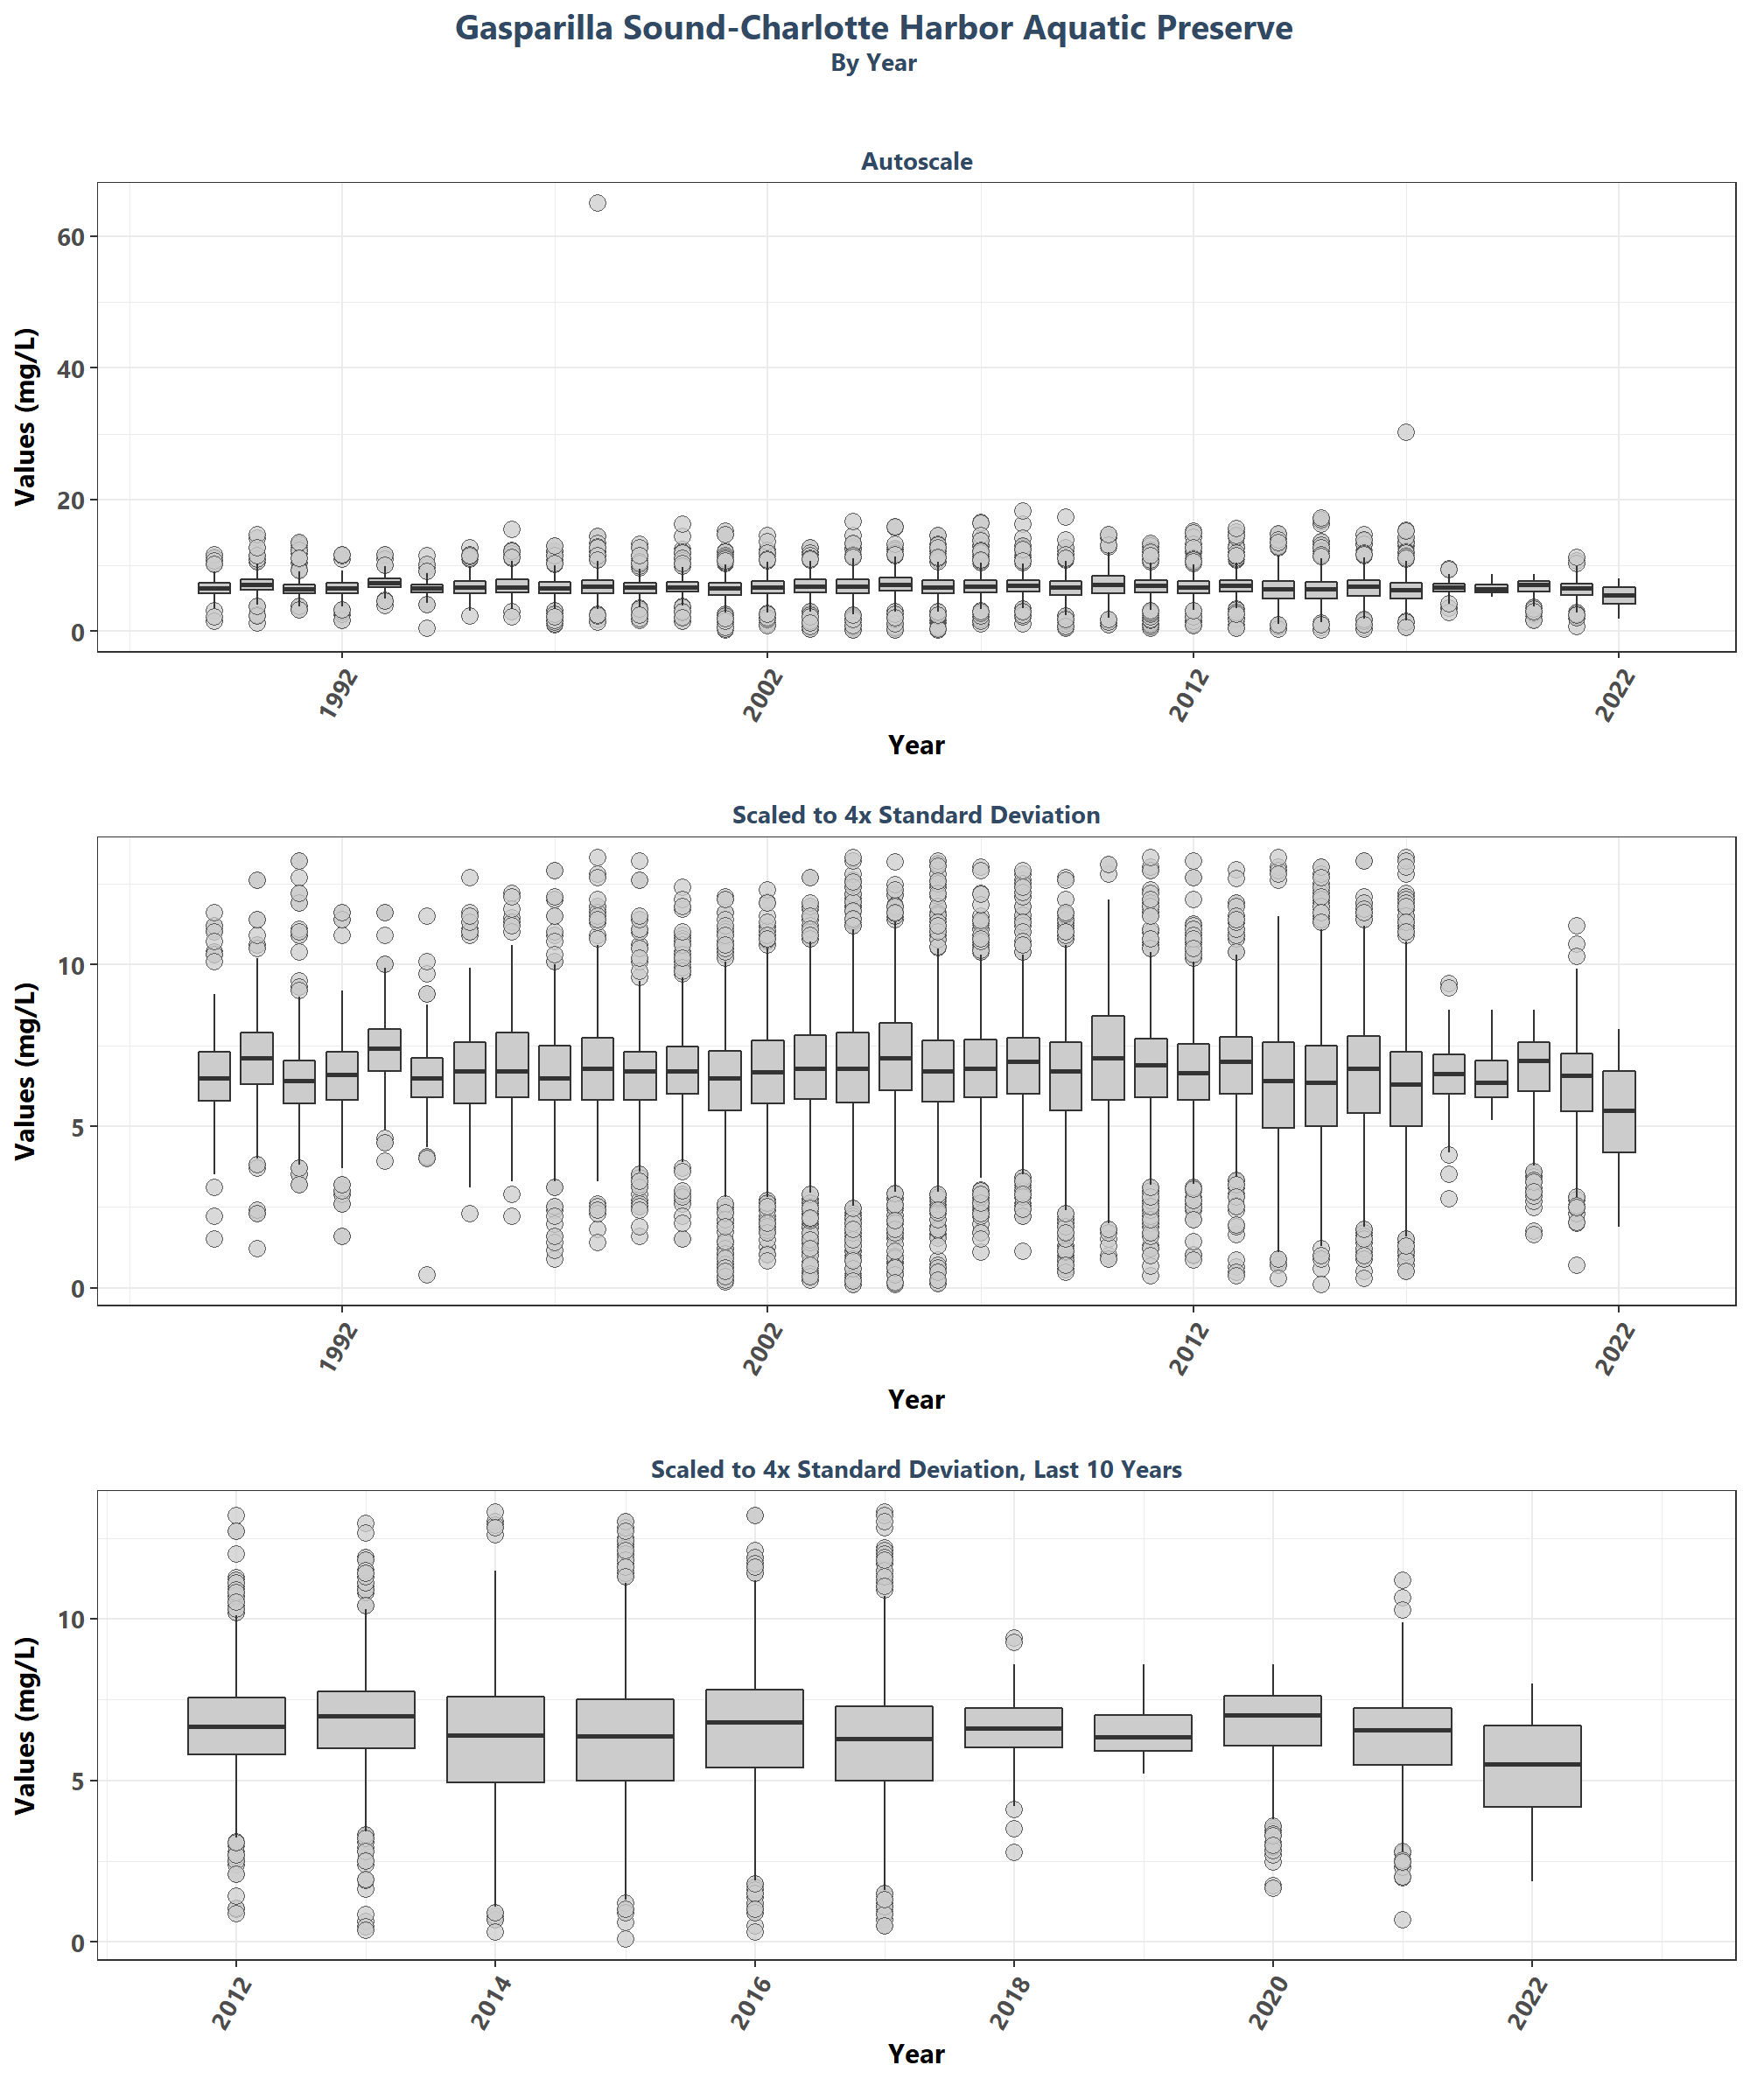 Gasparilla Sound-Charlotte Harbor Aquatic Preserve
By Year
Autoscale
Values (mg/L)
60
40
20
0
1992
2002
2012
2022
Year
Scaled to 4x Standard Deviation
Values (mg/L)
10
5
0
1992
2002
2012
2022
Year
Scaled to 4x Standard Deviation, Last 10 Years
Values (mg/L)
10
5
0
2012
2014
2016
2018
2020
2022
Year